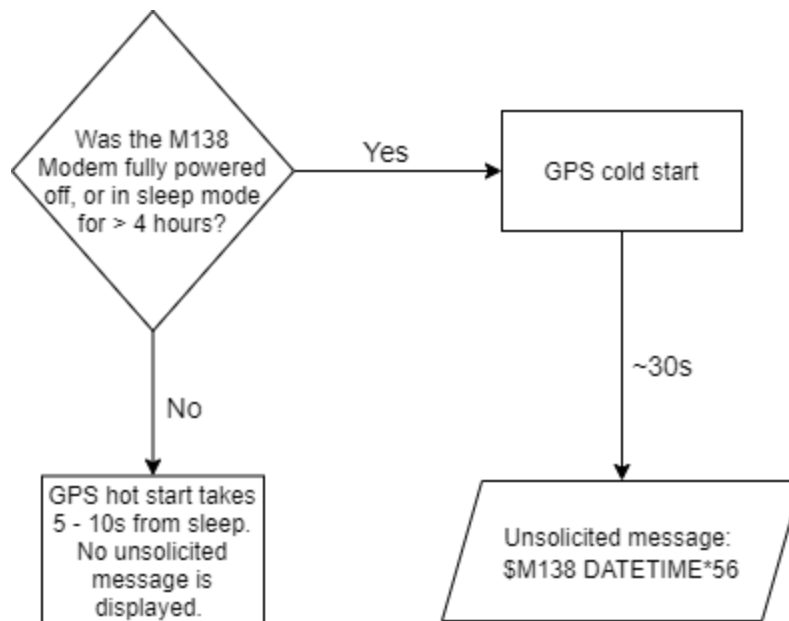 Was the M138
Modem fully powered
off, or in sleep mode
for > 4 hours?
Yes
GPS cold start
~30s
No
GPS hot start takes
5 - 10s from sleep.
No unsolicited
message is
displayed.
Unsolicited message:
$M138 DATETIME*56